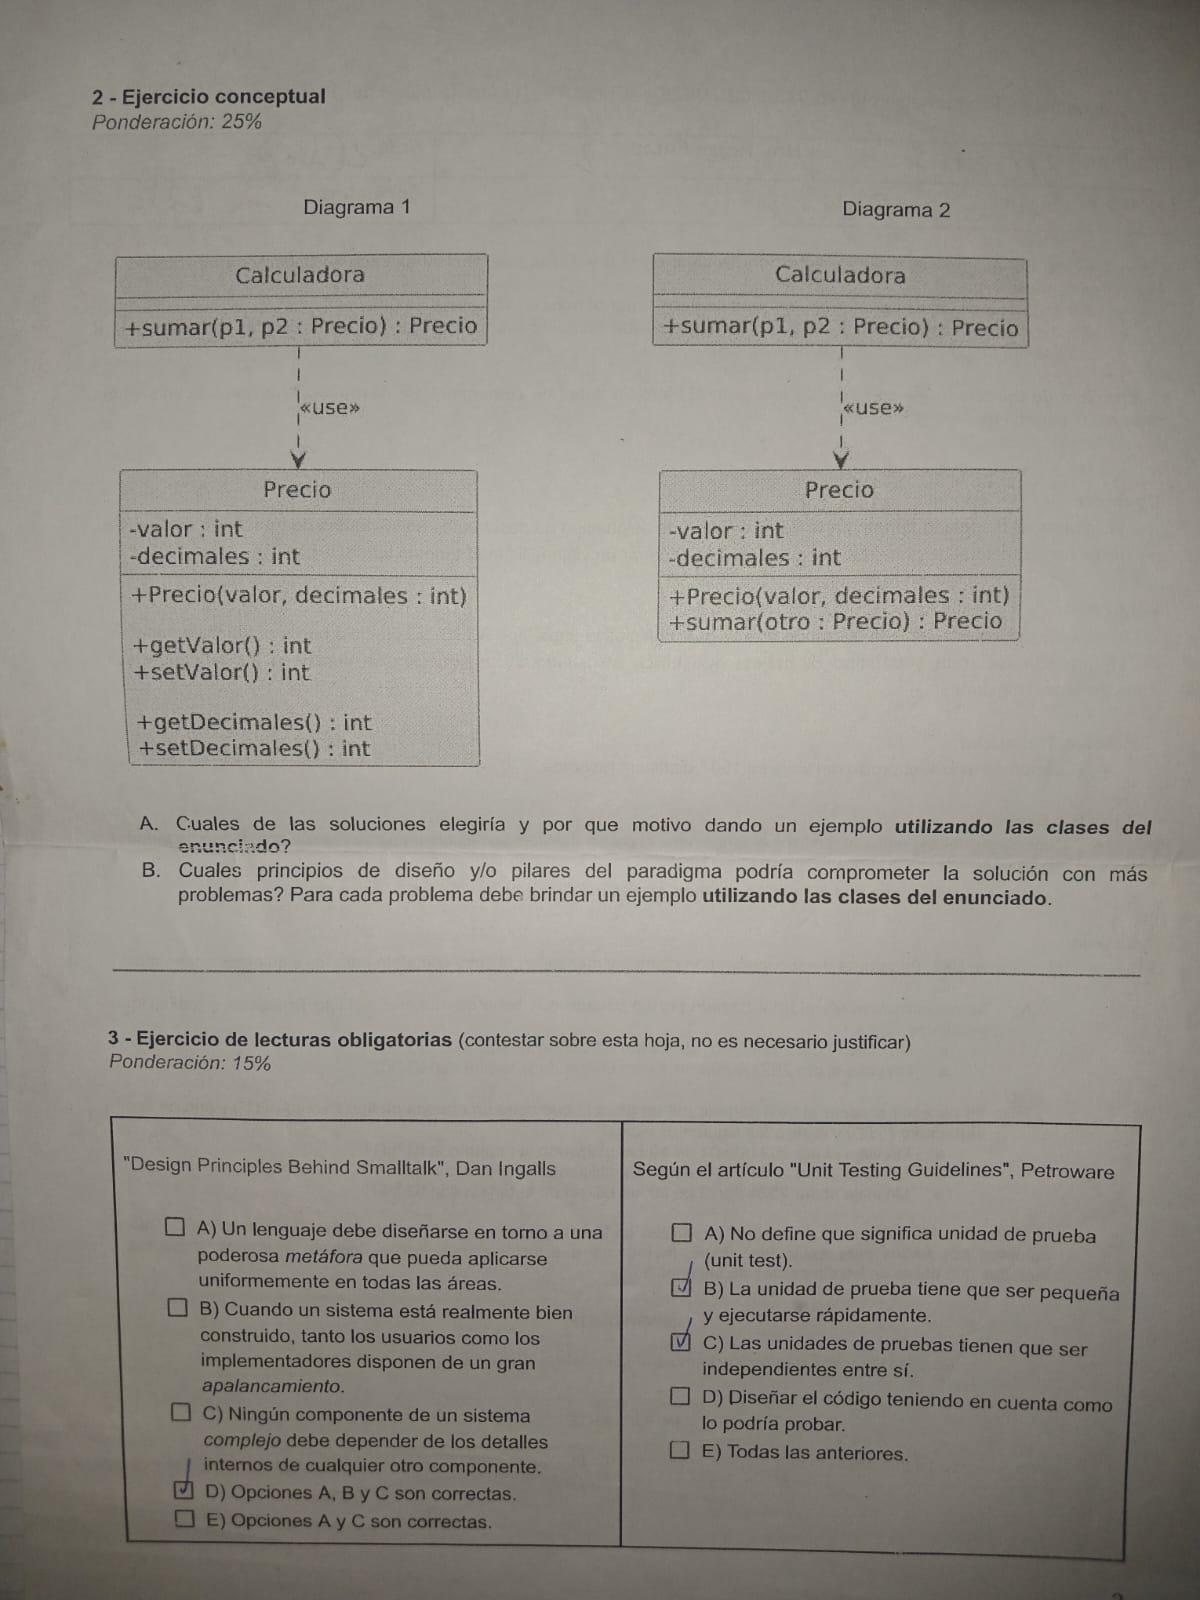 2 - Ejercicio conceptual
Ponderación: 25%
Diagrama 1
Diagrama 2
Calculadora
+sumar(p1, p2 : Precio) : Precio
«use»
Precio
-valor : int
-decimales : int
+Precio(valor, decimales : int)
+getValor() : int
+setValor() : int
+getDecimales() : int
+setDecimales() : int
Calculadora
+sumar(p1, p2 : Precio) : Precio
«use»
Precio
-valor : int
-decimales : int
+Precio(valor, decimales : int)
+sumar(otro : Precio) : Precio
A. Cuales de las soluciones elegiría y por que motivo dando un ejemplo utilizando las clases del
enunciado?
B. Cuales principios de diseño y/o pilares del paradigma podría comprometer la solución con más
problemas? Para cada problema debe brindar un ejemplo utilizando las clases del enunciado.
3 - Ejercicio de lecturas obligatorias (contestar sobre esta hoja, no es necesario justificar)
Ponderación: 15%
"Design Principles Behind Smalltalk", Dan Ingalls
A) Un lenguaje debe diseñarse en torno a una
poderosa metáfora que pueda aplicarse
uniformemente en todas las áreas.
B) Cuando un sistema está realmente bien
construido, tanto los usuarios como los
implementadores disponen de un gran
apalancamiento.
C) Ningún componente de un sistema
complejo debe depender de los detalles
internos de cualquier otro componente.
D) Opciones A, B y C son correctas.
E) Opciones A y C son correctas.
Según el artículo "Unit Testing Guidelines", Petroware
A) No define que significa unidad de prueba
(unit test).
B) La unidad de prueba tiene que ser pequeña
y ejecutarse rápidamente.
C) Las unidades de pruebas tienen que ser
independientes entre sí.
D) Diseñar el código teniendo en cuenta como
lo podría probar.
E) Todas las anteriores.